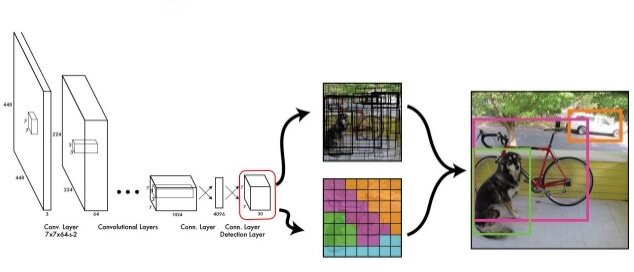 448
7
7
448
3
224
3
3
224
64
7
7
1024
4096
7
7
30
Conv. Layer
7x7x64-s-2
Convolutional Layers
Conn. Layer
Conn. Layer
Detection Layer